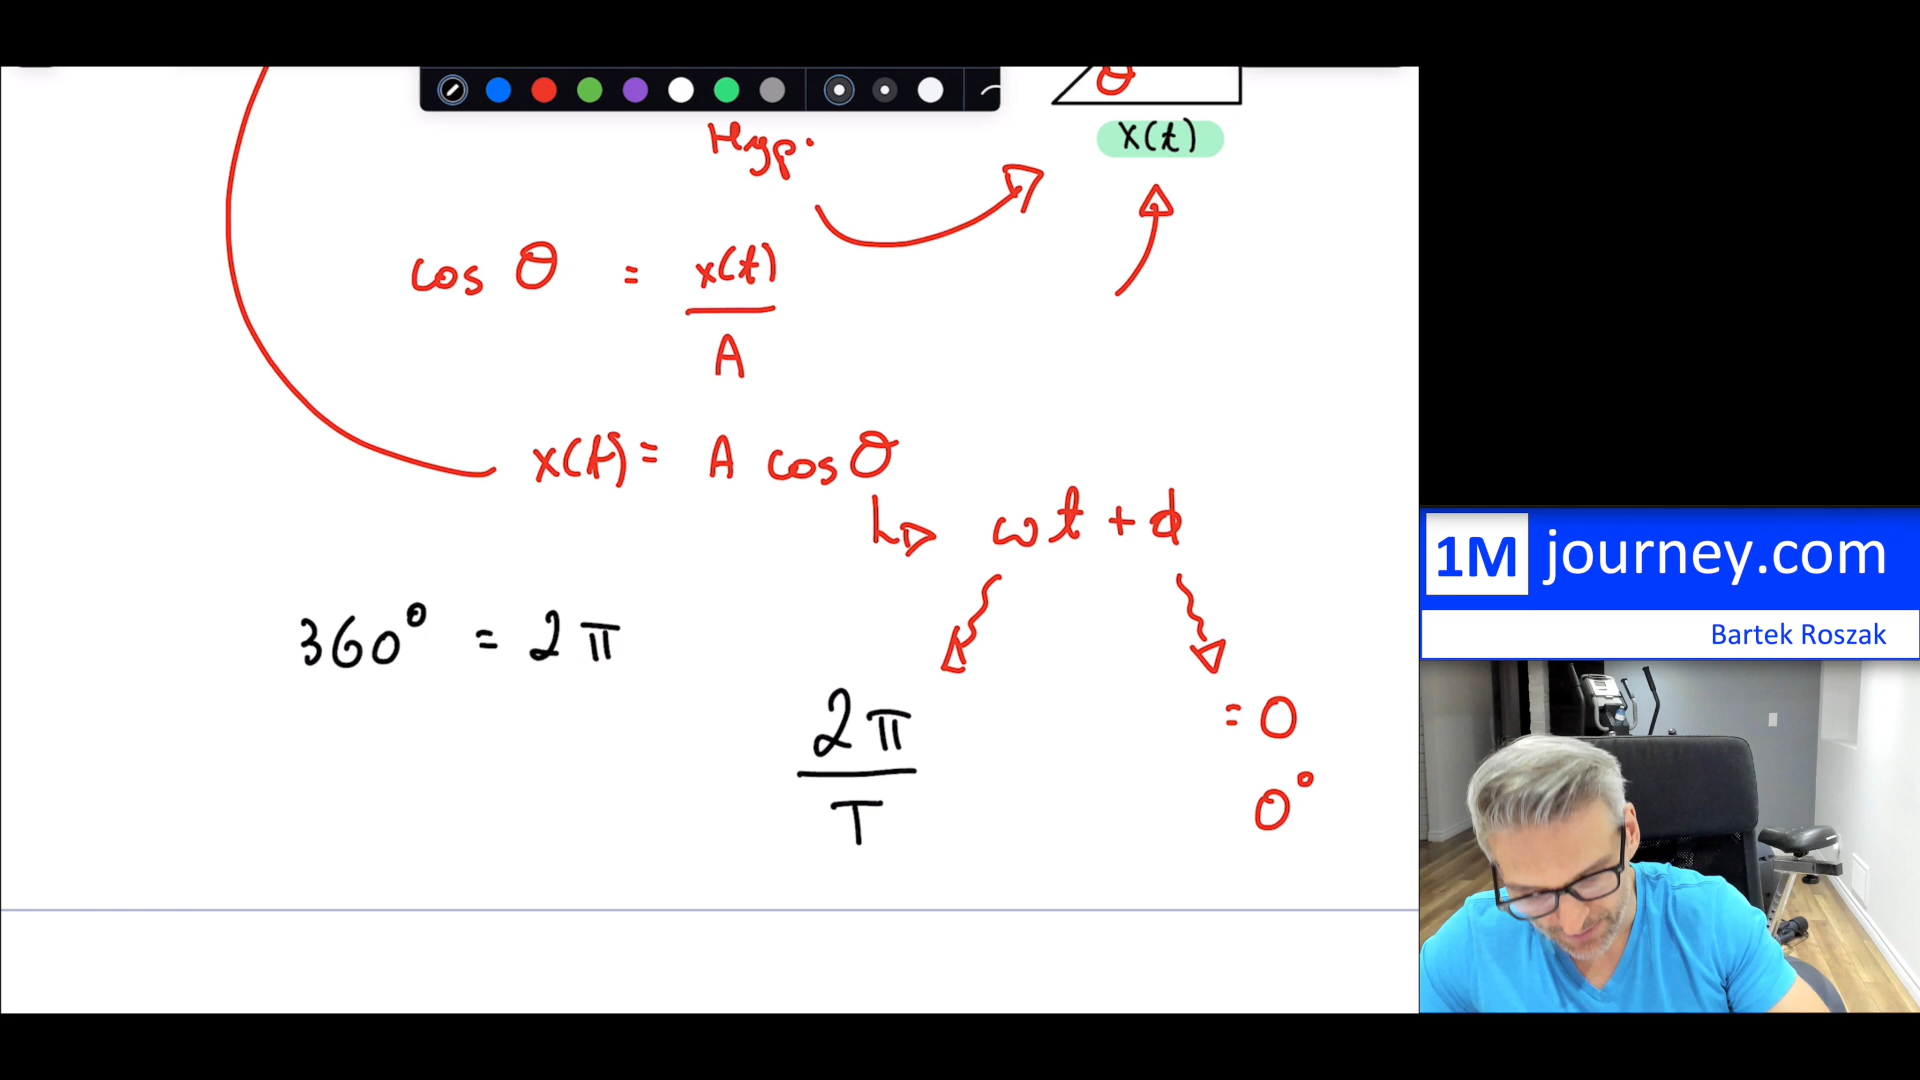 θ
x(t)
Hyp.
cos θ = x(t)
A
x(t) = A cos θ
ωt + ϕ
360° = 2π
2π
T
= 0
0°
1M journey.com
Bartek Roszak